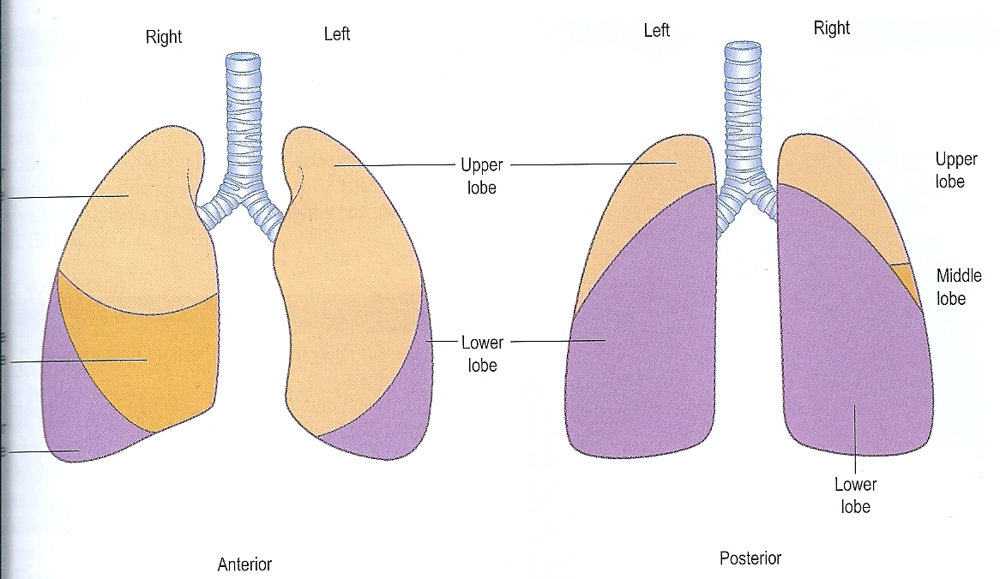 Right
Left
Left
Right
Upper
lobe
Upper
lobe
Middle
lobe
Lower
lobe
Lower
lobe
Anterior
Posterior